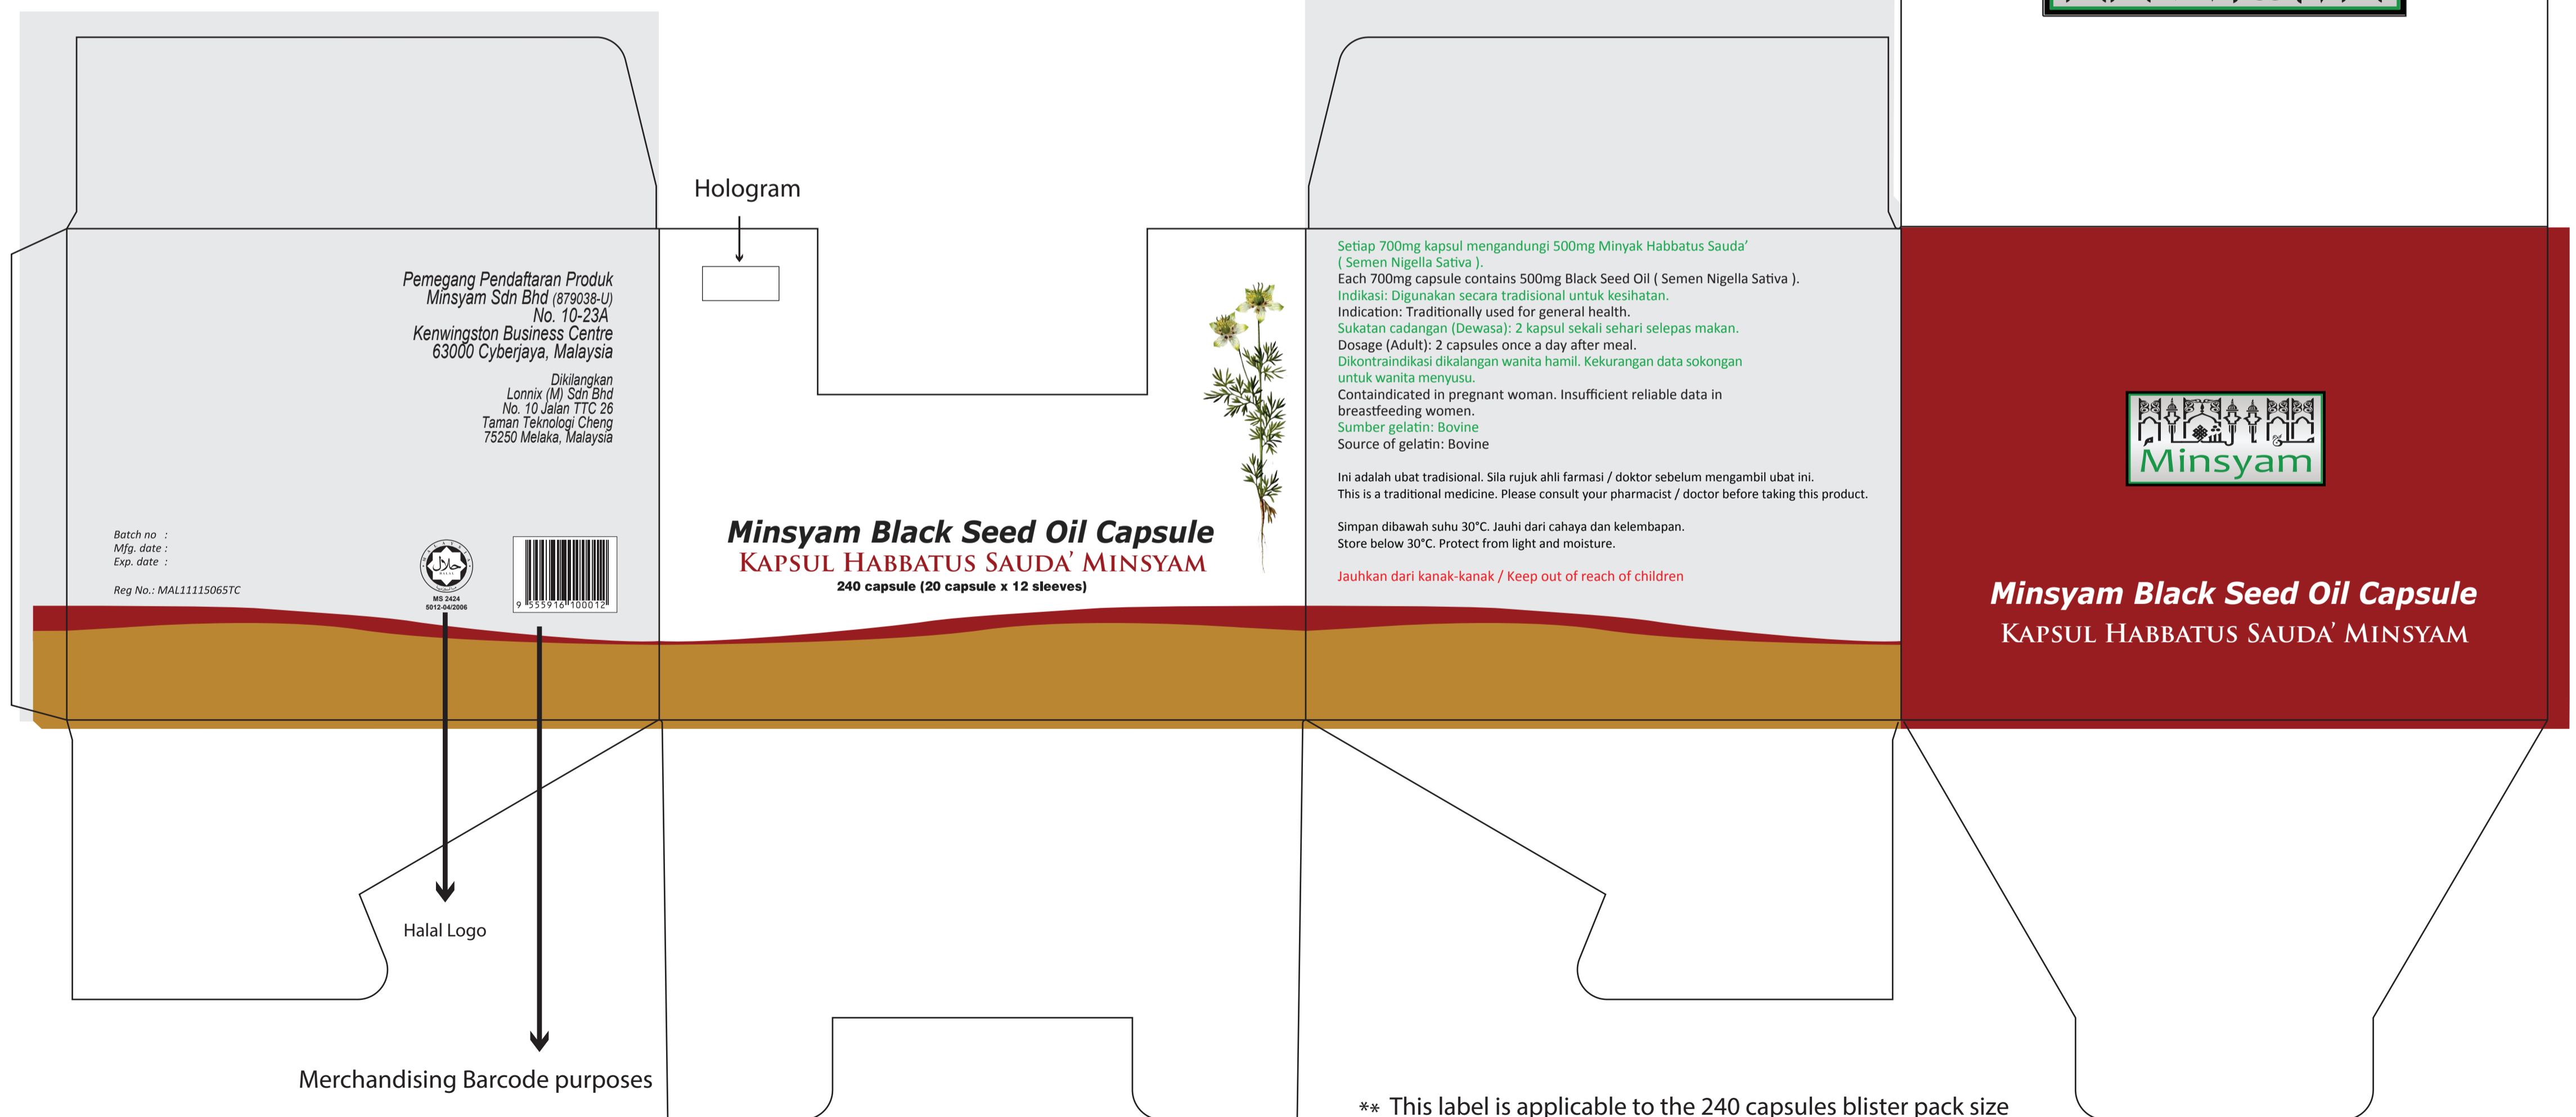 Hologram
Pemegang Pendaftaran Produk
Minsyam Sdn Bhd (879038-U)
No. 10-23A
Kenwingston Business Centre
63000 Cyberjaya, Malaysia
Dikilangkan
Lonnix (M) Sdn Bhd
No. 10 Jalan TTC 26
Taman Teknologi Cheng
75250 Melaka, Malaysia
Batch no :
Mfg. date :
Exp. date :
Reg No.: MAL11115065TC
حلال
HALAL
MS 2424
5012-04/2006
9 555916 100012
Halal Logo
Merchandising Barcode purposes
Minsyam Black Seed Oil Capsule
Kapsul Habbatus Sauda’ Minsyam
240 capsule (20 capsule x 12 sleeves)
Setiap 700mg kapsul mengandungi 500mg Minyak Habbatus Sauda’
( Semen Nigella Sativa ).
Each 700mg capsule contains 500mg Black Seed Oil ( Semen Nigella Sativa ).
Indikasi: Digunakan secara tradisional untuk kesihatan.
Indication: Traditionally used for general health.
Sukatan cadangan (Dewasa): 2 kapsul sekali sehari selepas makan.
Dosage (Adult): 2 capsules once a day after meal.
Dikontraindikasi dikalangan wanita hamil. Kekurangan data sokongan
untuk wanita menyusu.
Containdicated in pregnant woman. Insufficient reliable data in
breastfeeding women.
Sumber gelatin: Bovine
Source of gelatin: Bovine
Ini adalah ubat tradisional. Sila rujuk ahli farmasi / doktor sebelum mengambil ubat ini.
This is a traditional medicine. Please consult your pharmacist / doctor before taking this product.
Simpan dibawah suhu 30°C. Jauhi dari cahaya dan kelembapan.
Store below 30°C. Protect from light and moisture.
Jauhkan dari kanak-kanak / Keep out of reach of children
Minsyam
Minsyam Black Seed Oil Capsule
Kapsul Habbatus Sauda’ Minsyam
** This label is applicable to the 240 capsules blister pack size